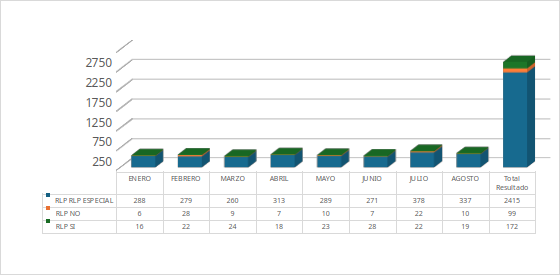 2750
2250
1750
1250
750
250
ENERO FEBRERO MARZO ABRIL MAYO JUNIO JULIO AGOSTO Total Resultado
RLP RLP ESPECIAL 288 279 260 313 289 271 378 337 2415
RLP NO 6 28 9 7 10 7 22 10 99
RLP SI 16 22 24 18 23 28 22 19 172